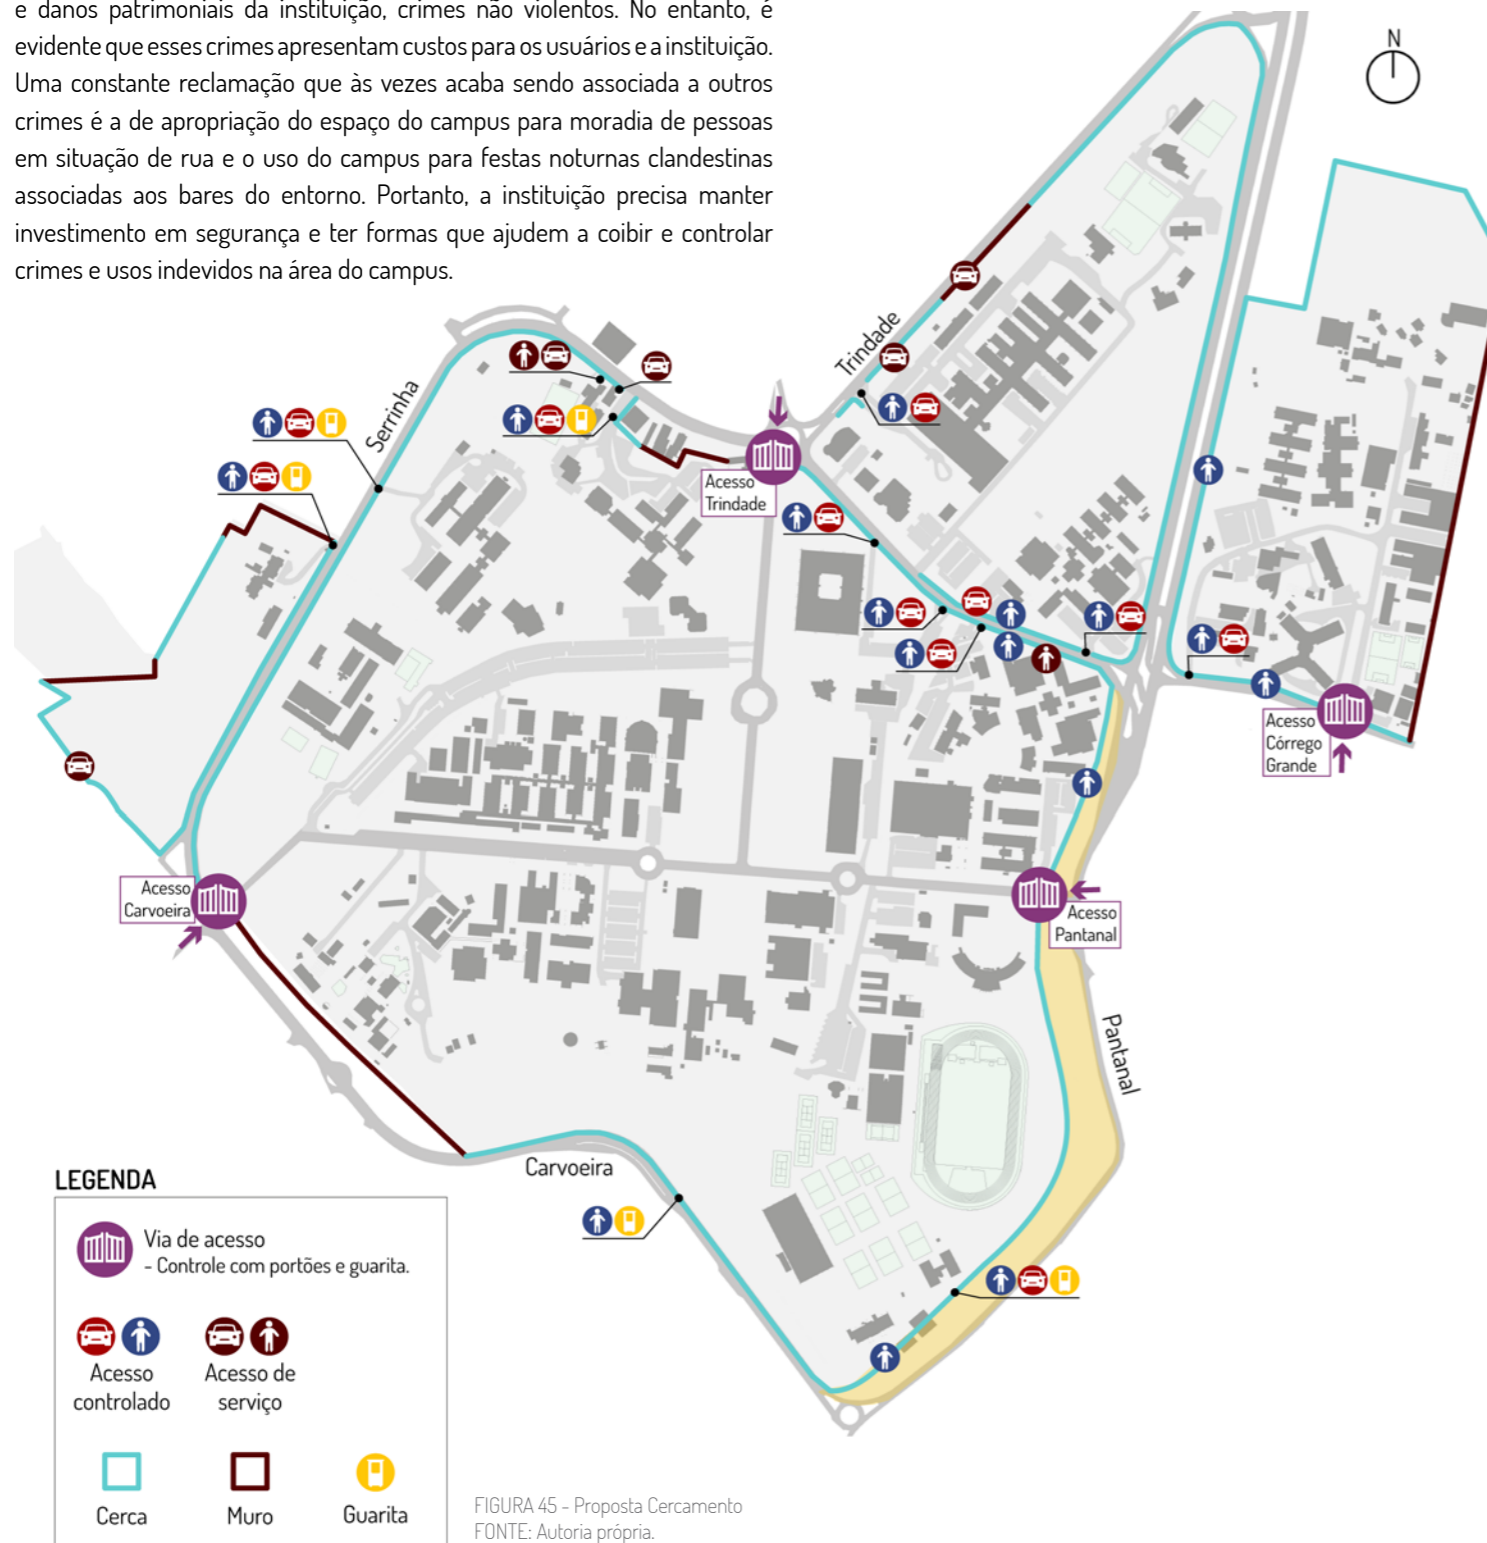 e danos patrimoniais da instituição, crimes não violentos. No entanto, é
evidente que esses crimes apresentam custos para os usuários e a instituição.
Uma constante reclamação que às vezes acaba sendo associada a outros
crimes é a de apropriação do espaço do campus para moradia de pessoas
em situação de rua e o uso do campus para festas noturnas clandestinas
associadas aos bares do entorno. Portanto, a instituição precisa manter
investimento em segurança e ter formas que ajudem a coibir e controlar
crimes e usos indevidos na área do campus.
N
Trindade
Serrinha
Acesso
Trindade
Acesso
Córrego
Grande
Acesso
Carvoeira
Acesso
Pantanal
Pantanal
Carvoeira
LEGENDA
Via de acesso
- Controle com portões e guarita.
Acesso
controlado
Acesso de
serviço
Cerca
Muro
Guarita
FIGURA 45 - Proposta Cercamento
FONTE: Autoria própria.